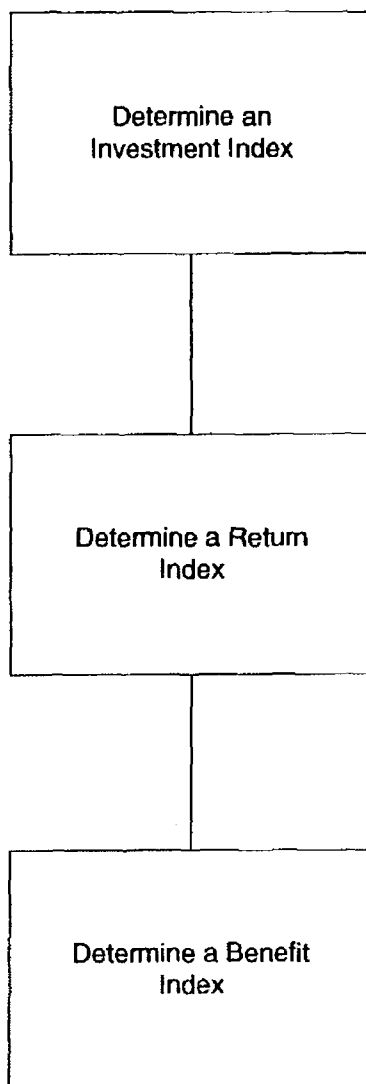 Determine an
Investment Index
Determine a Return
Index
Determine a Benefit
Index